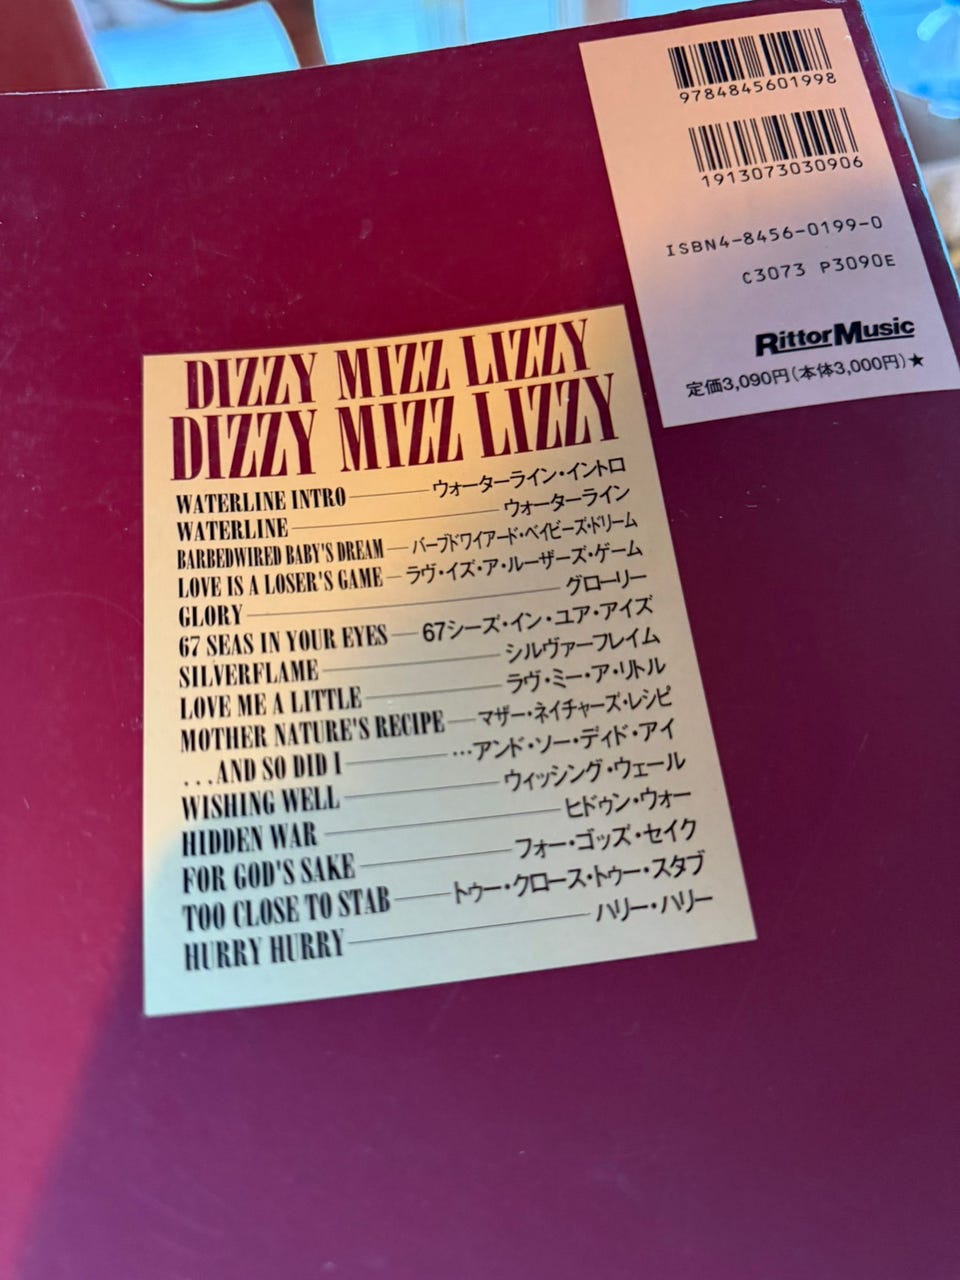 9784845601998
1913073030906
ISBN4-8456-0199-0
C3073 P3090E
Rittor Music
定価3,090円(本体3,000円)★
DIZZY MIZZ LIZZY
DIZZY MIZZ LIZZY
WATERLINE INTRO ウォーターライン・イントロ
WATERLINE ウォーターライン
BARBEDWIRED BABY'S DREAM バーブドワイアード・ベイビーズ・ドリーム
LOVE IS A LOSER'S GAME ラヴ・イズ・ア・ルーザーズ・ゲーム
GLORY グローリー
67 SEAS IN YOUR EYES 67シーズ・イン・ユア・アイズ
SILVERFLAME シルヴァーフレイム
LOVE ME A LITTLE ラヴ・ミー・ア・リトル
MOTHER NATURE'S RECIPE マザー・ネイチャーズ・レシピ
...AND SO DID I …アンド・ソー・ディド・アイ
WISHING WELL ウィッシング・ウェール
HIDDEN WAR ヒドゥン・ウォー
FOR GOD'S SAKE フォー・ゴッズ・セイク
TOO CLOSE TO STAB トゥー・クロース・トゥー・スタブ
HURRY HURRY ハリー・ハリー